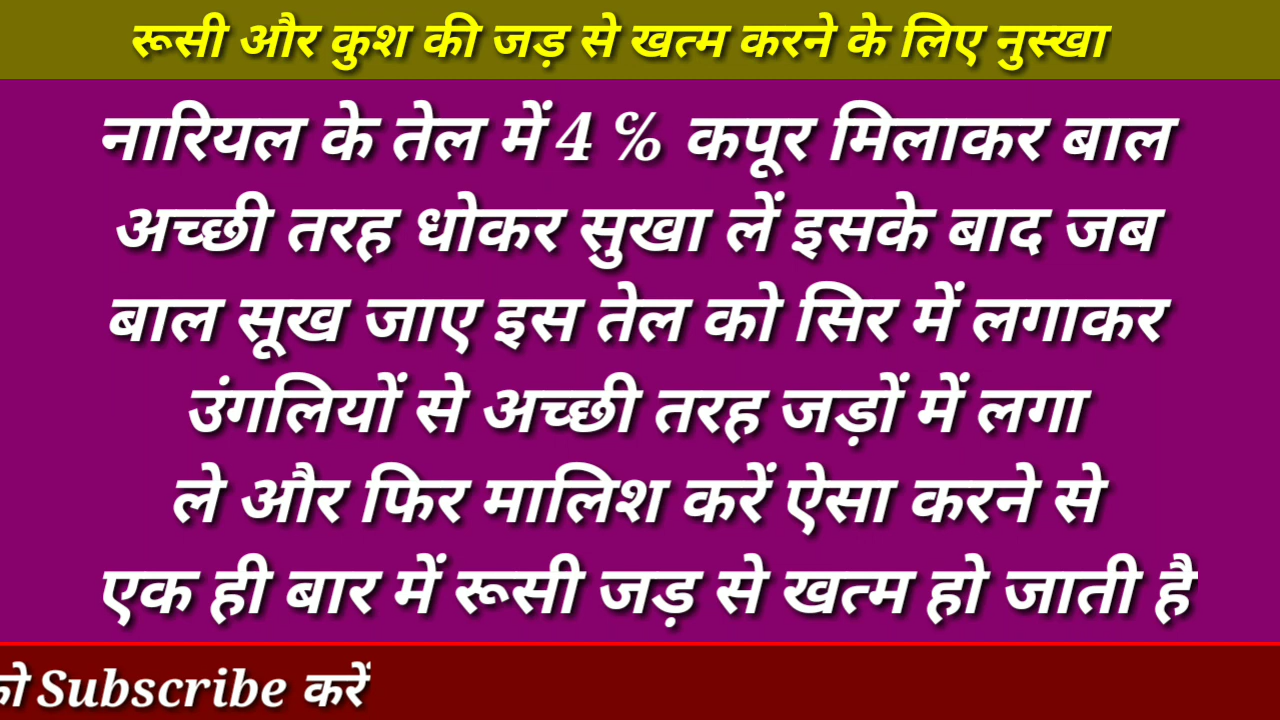 रूसी और कुश की जड़ से खत्म करने के लिए नुस्खा
नारियल के तेल में 4 % कपूर मिलाकर बाल
अच्छी तरह धोकर सुखा लें इसके बाद जब
बाल सूख जाए इस तेल को सिर में लगाकर
उंगलियों से अच्छी तरह जड़ों में लगा
ले और फिर मालिश करें ऐसा करने से
एक ही बार में रूसी जड़ से खत्म हो जाती है
Subscribe करें